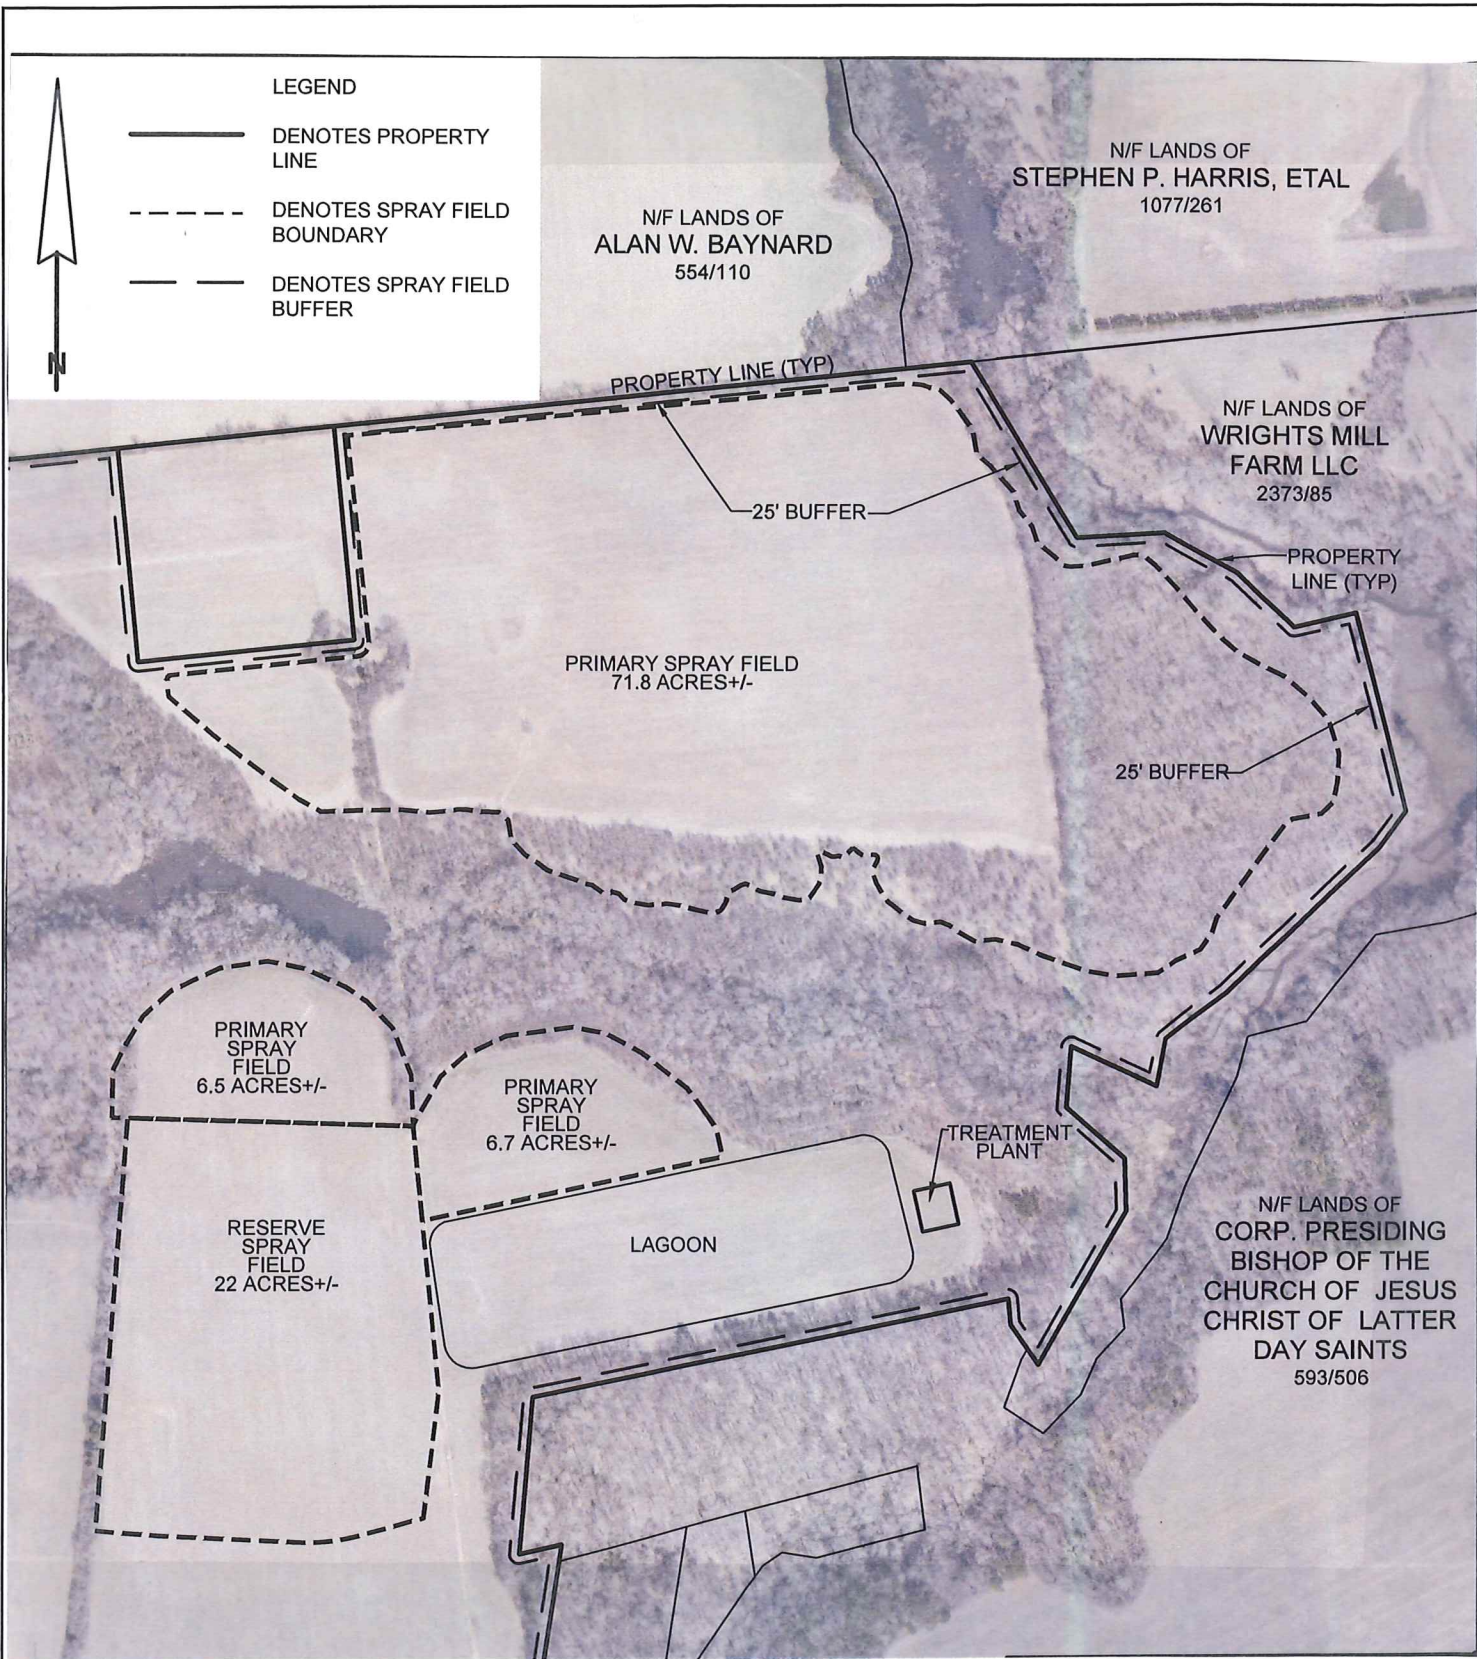 LEGEND
DENOTES PROPERTY
LINE
DENOTES SPRAY FIELD
BOUNDARY
DENOTES SPRAY FIELD
BUFFER
N
N/F LANDS OF
ALAN W. BAYNARD
554/110
N/F LANDS OF
STEPHEN P. HARRIS, ETAL
1077/261
PROPERTY LINE (TYP)
N/F LANDS OF
WRIGHTS MILL
FARM LLC
2373/85
25' BUFFER
PROPERTY
LINE (TYP)
PRIMARY SPRAY FIELD
71.8 ACRES+/-
25' BUFFER
PRIMARY
SPRAY
FIELD
6.5 ACRES+/-
PRIMARY
SPRAY
FIELD
6.7 ACRES+/-
TREATMENT
PLANT
RESERVE
SPRAY
FIELD
22 ACRES+/-
LAGOON
N/F LANDS OF
CORP. PRESIDING
BISHOP OF THE
CHURCH OF JESUS
CHRIST OF LATTER
DAY SAINTS
593/506